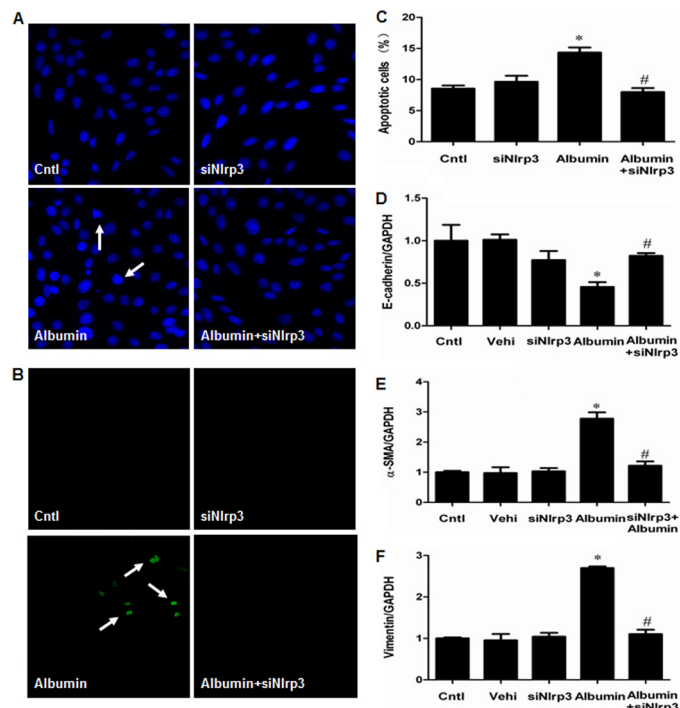 A
Cntl
siNlrp3
Albumin
Albumin+siNlrp3
B
Cntl
siNlrp3
Albumin
Albumin+siNlrp3
C
Apoptotic cells (%)
20
15
10
5
0
*
#
Cntl siNlrp3 Albumin Albumin
+siNlrp3
D
E-cadherin/GAPDH
1.5
1.0
0.5
0.0
*
#
Cntl Vehi siNlrp3 Albumin Albumin
+siNlrp3
E
α-SMA/GAPDH
4
3
2
1
0
*
#
Cntl Vehi siNlrp3 Albumin siNlrp3+
Albumin
F
Vimentin/GAPDH
3
2
1
0
*
#
Cntl Vehi siNlrp3 Albumin Albumin
+siNlrp3